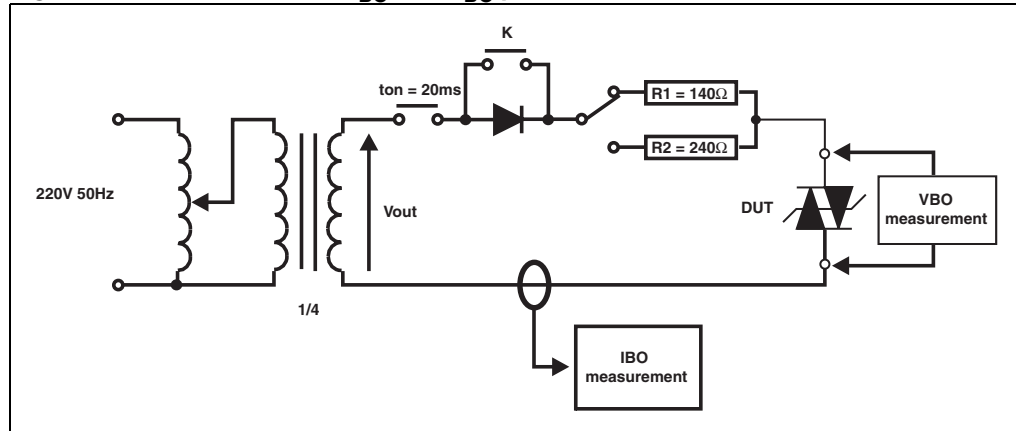 K
ton = 20ms
R1 = 140Ω
R2 = 240Ω
220V 50Hz
Vout
DUT
VBO
measurement
1/4
IBO
measurement